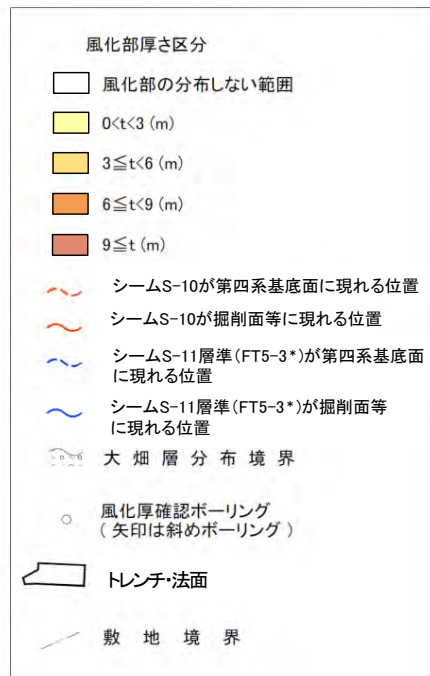 風化部厚さ区分
風化部の分布しない範囲
0<t<3 (m)
3≦t<6 (m)
6≦t<9 (m)
9≦t (m)
シームS-10が第四系基底面に現れる位置
シームS-10が掘削面等に現れる位置
シームS-11層準(FT5-3*)が第四系基底面
に現れる位置
シームS-11層準(FT5-3*)が掘削面等
に現れる位置
大 畑 層 分 布 境 界
風化厚確認ボーリング
( 矢印は斜めボーリング )
トレンチ・法面
敷 地 境 界